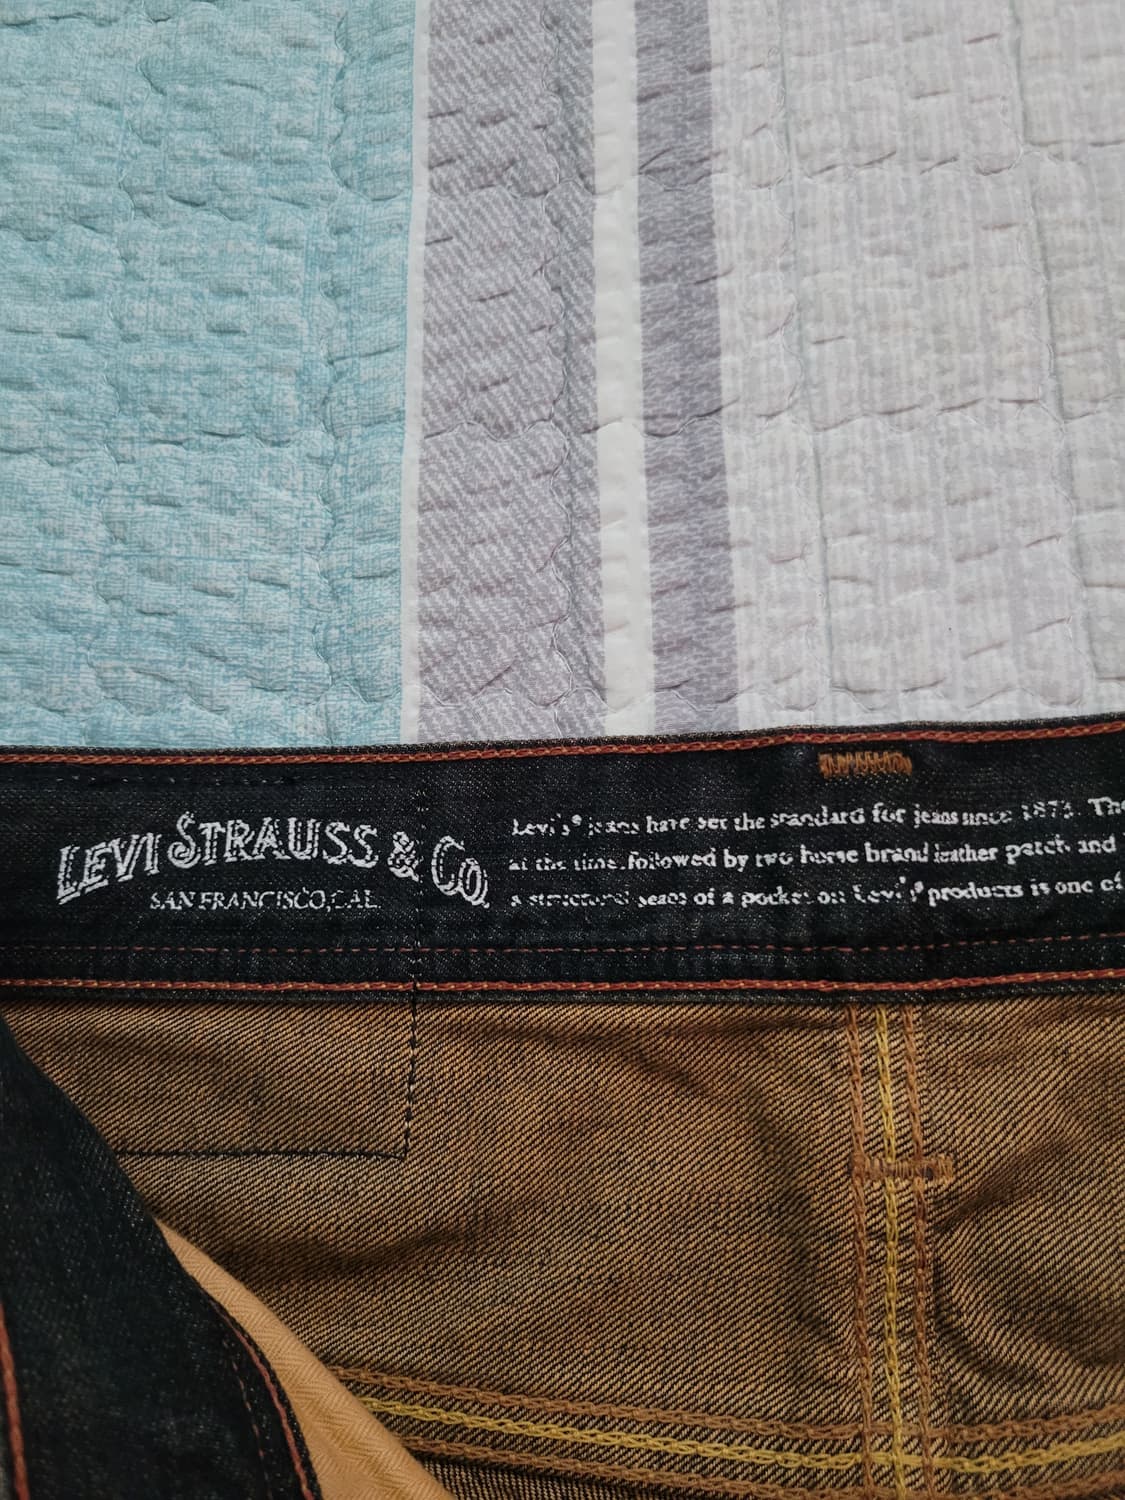 LEVI STRAUSS & CO
SAN FRANCISCO, CAL.
Levi's® jeans have set the standard for jeans since 1873. The
at the time. followed by two horse brand leather patch and
a structural seam of a pocket on Levi's® products is one of